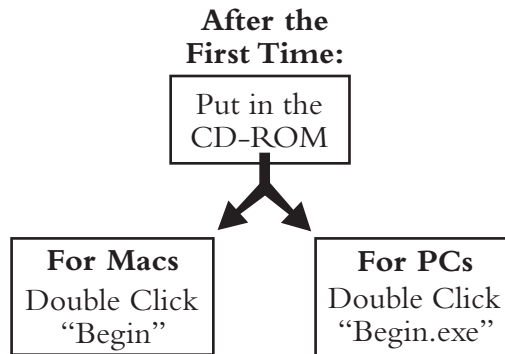 After the
First Time:
Put in the
CD-ROM
For Macs
Double Click
“Begin”
For PCs
Double Click
“Begin.exe”